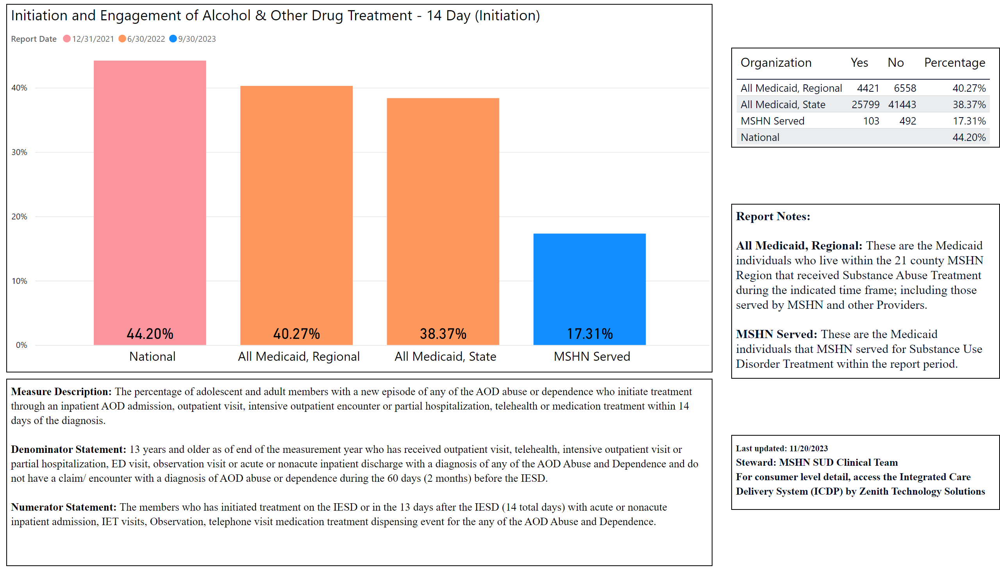 Initiation and Engagement of Alcohol & Other Drug Treatment - 14 Day (Initiation)
Report Date 12/31/2021 6/30/2022 9/30/2023
40%
30%
20%
10%
0%
44.20% 40.27% 38.37% 17.31%
National All Medicaid, Regional All Medicaid, State MSHN Served
Measure Description: The percentage of adolescent and adult members with a new episode of any of the AOD abuse or dependence who initiate treatment
through an inpatient AOD admission, outpatient visit, intensive outpatient encounter or partial hospitalization, telehealth or medication treatment within 14
days of the diagnosis.
Denominator Statement: 13 years and older as of end of the measurement year who has received outpatient visit, telehealth, intensive outpatient visit or
partial hospitalization, ED visit, observation visit or acute or nonacute inpatient discharge with a diagnosis of any of the AOD Abuse and Dependence and do
not have a claim/ encounter with a diagnosis of AOD abuse or dependence during the 60 days (2 months) before the IESD.
Numerator Statement: The members who has initiated treatment on the IESD or in the 13 days after the IESD (14 total days) with acute or nonacute
inpatient admission, IET visits, Observation, telephone visit medication treatment dispensing event for the any of the AOD Abuse and Dependence.
Organization Yes No Percentage
All Medicaid, Regional 4421 6558 40.27%
All Medicaid, State 25799 41443 38.37%
MSHN Served 103 492 17.31%
National 44.20%
Report Notes:
All Medicaid, Regional: These are the Medicaid
individuals who live within the 21 county MSHN
Region that received Substance Abuse Treatment
during the indicated time frame; including those
served by MSHN and other Providers.
MSHN Served: These are the Medicaid
individuals that MSHN served for Substance Use
Disorder Treatment within the report period.
Last updated: 11/20/2023
Steward: MSHN SUD Clinical Team
For consumer level detail, access the Integrated Care
Delivery System (ICDP) by Zenith Technology Solutions